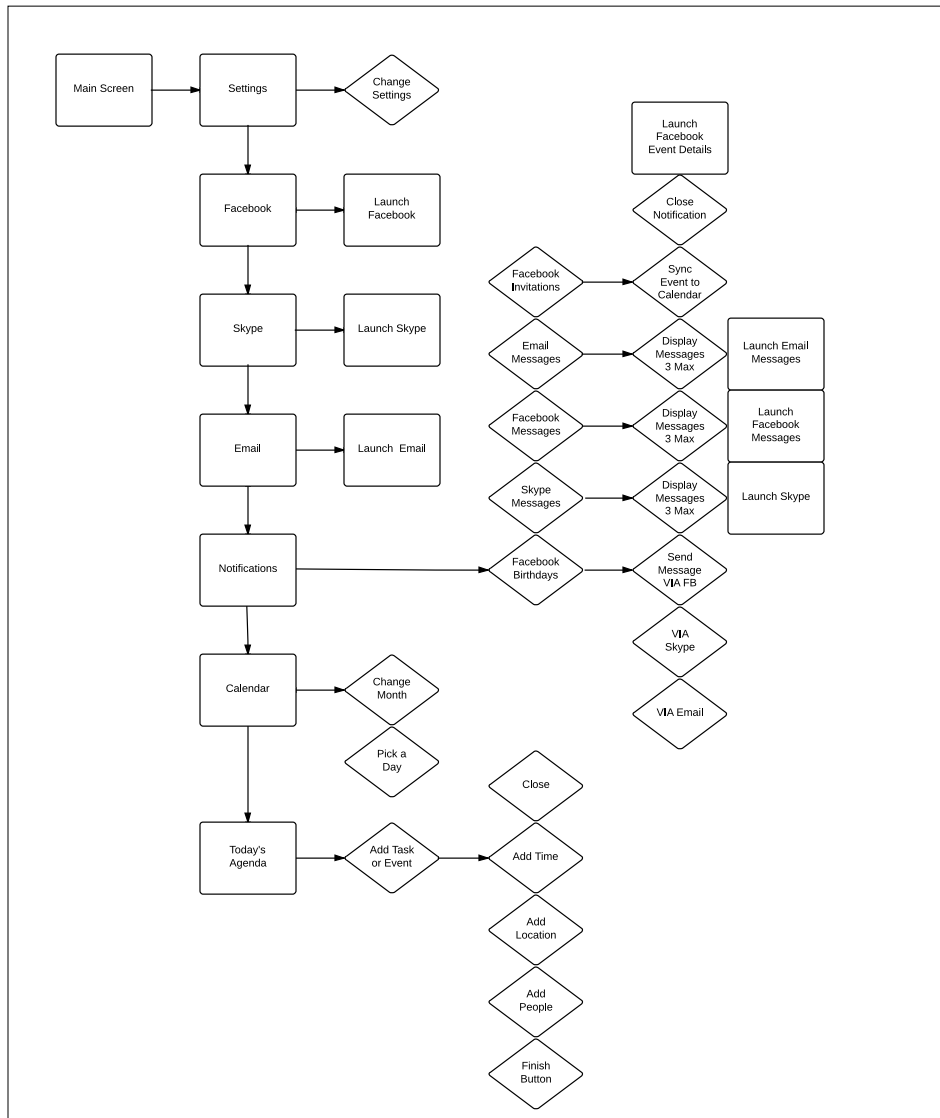 Main Screen
Settings
Change
Settings
Launch
Facebook
Event Details
Close
Notification
Facebook
Launch
Facebook
Facebook
Invitations
Sync
Event to
Calendar
Skype
Launch Skype
Email
Messages
Display
Messages
3 Max
Launch Email
Messages
Facebook
Messages
Display
Messages
3 Max
Launch
Facebook
Messages
Email
Launch  Email
Skype
Messages
Display
Messages
3 Max
Launch Skype
Notifications
Facebook
Birthdays
Send
Message
VIA FB
VIA
Skype
VIA Email
Calendar
Change
Month
Pick a
Day
Close
Today's
Agenda
Add Task
or Event
Add Time
Add
Location
Add
People
Finish
Button